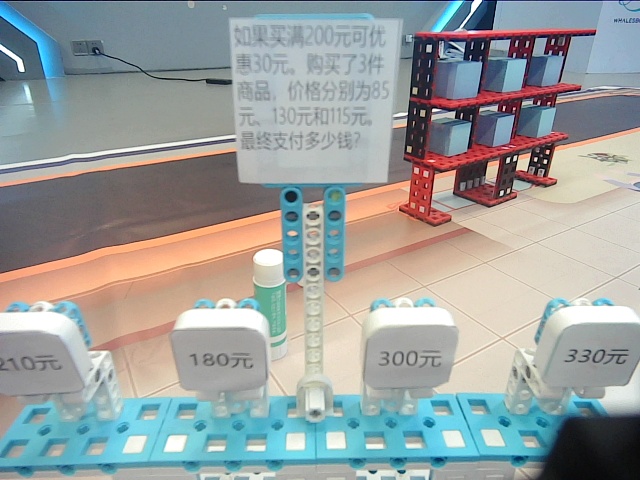 如果买满200元可优
惠30元。购买了3件
商品，价格分别为85
元、130元和115元。
最终支付多少钱？
210元
180元
300元
330元